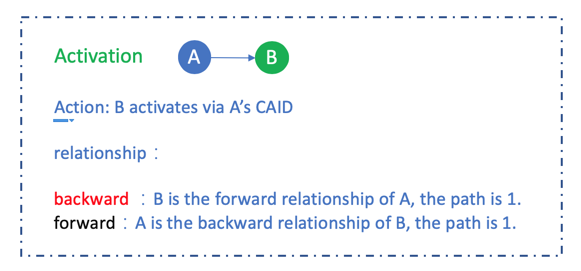 Activation A B
Action: B activates via A's CAID
relationship：
backward ：B is the forward relationship of A, the path is 1.
forward：A is the backward relationship of B, the path is 1.